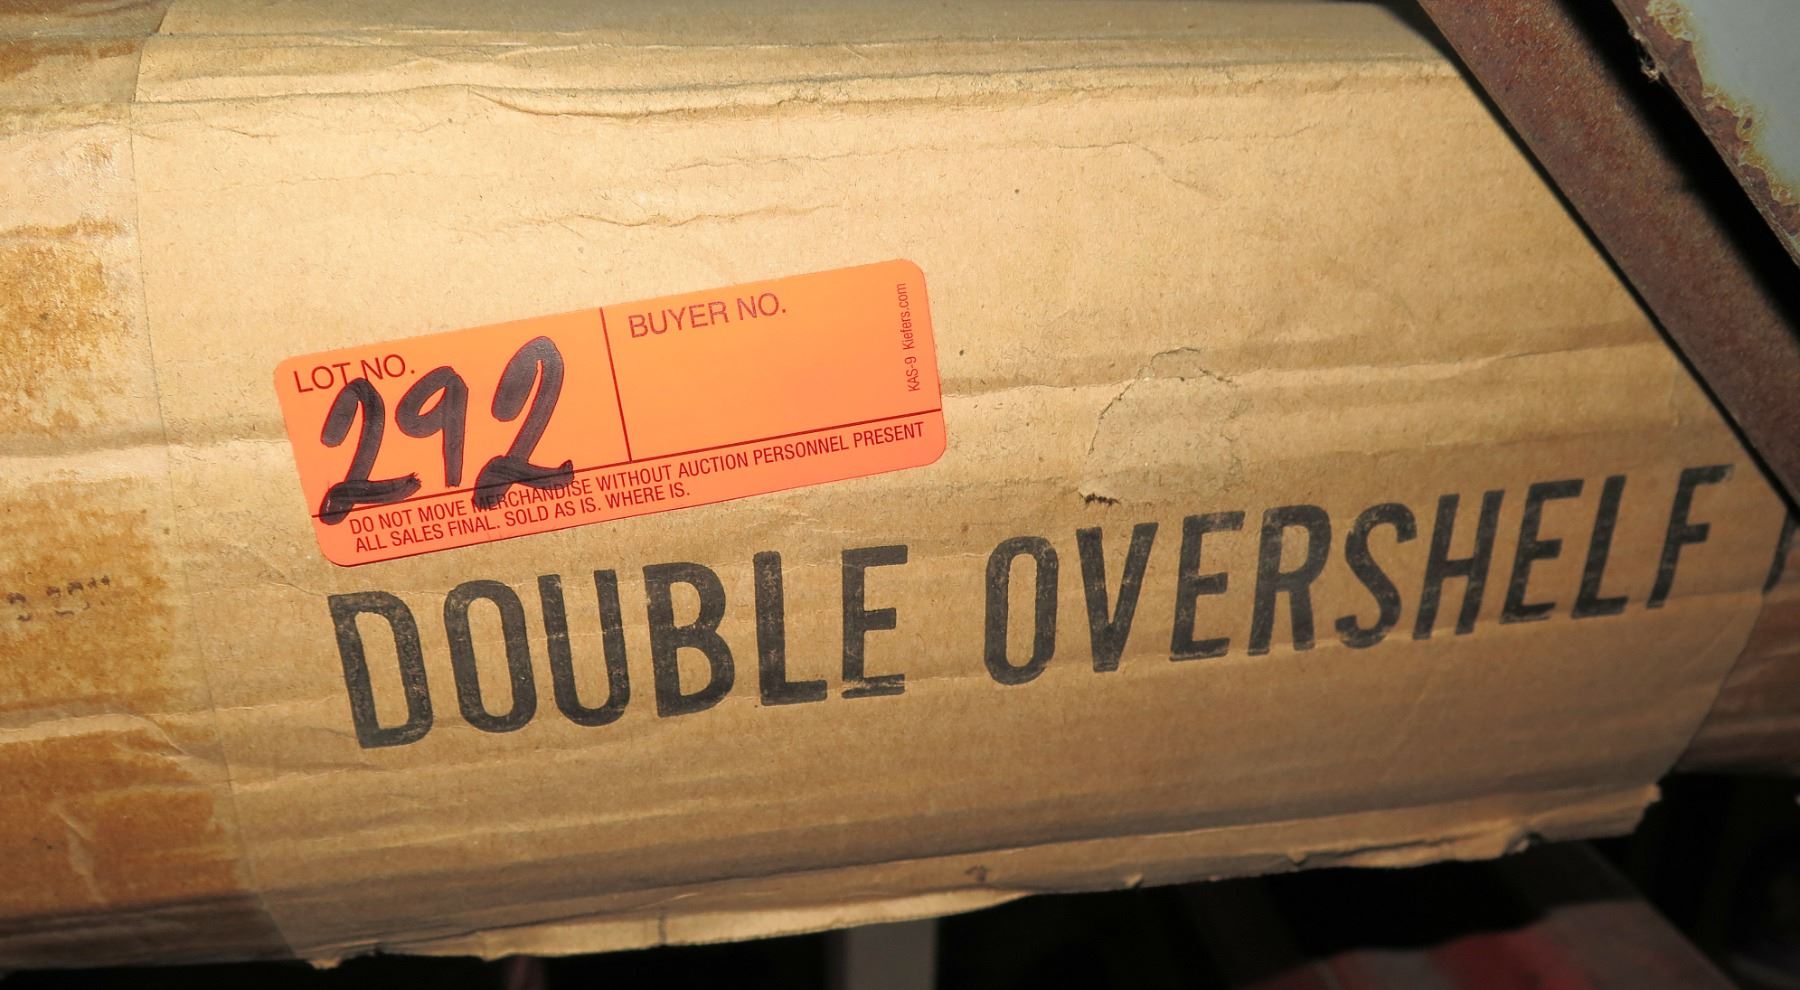 LOT NO.
292
BUYER NO.
KAS-9 Kiefers.com
DO NOT MOVE MERCHANDISE WITHOUT AUCTION PERSONNEL PRESENT
ALL SALES FINAL. SOLD AS IS. WHERE IS.
DOUBLE OVERSHELF